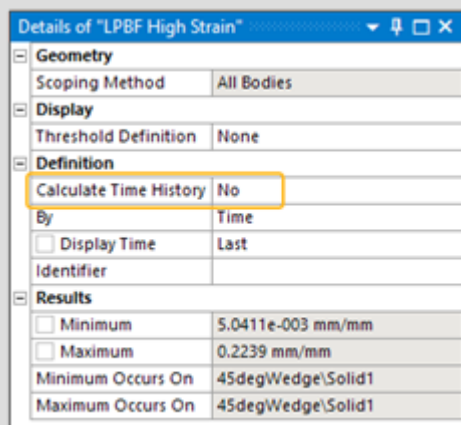 Details of "LPBF High Strain"
Geometry
Scoping Method All Bodies
Display
Threshold Definition None
Definition
Calculate Time History No
By Time
Display Time Last
Identifier
Results
Minimum 5.0411e-003 mm/mm
Maximum 0.2239 mm/mm
Minimum Occurs On 45degWedge\Solid1
Maximum Occurs On 45degWedge\Solid1